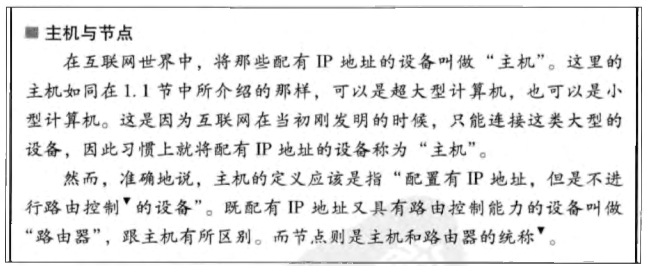 ■ 主机与节点
在互联网世界中，将那些配有 IP 地址的设备叫做“主机”。这里的
主机如同在1.1 节中所介绍的那样，可以是超大型计算机，也可以是小
型计算机。这是因为互联网在当初刚发明的时候，只能连接这类大型的
设备，因此习惯上就将配有 IP 地址的设备称为“主机”。
然而，准确地说，主机的定义应该是指“配置有 IP 地址，但是不进
行路由控制▼的设备”。既配有 IP 地址又具有路由控制能力的设备叫做
“路由器”，跟主机有所区别。而节点则是主机和路由器的统称▼。